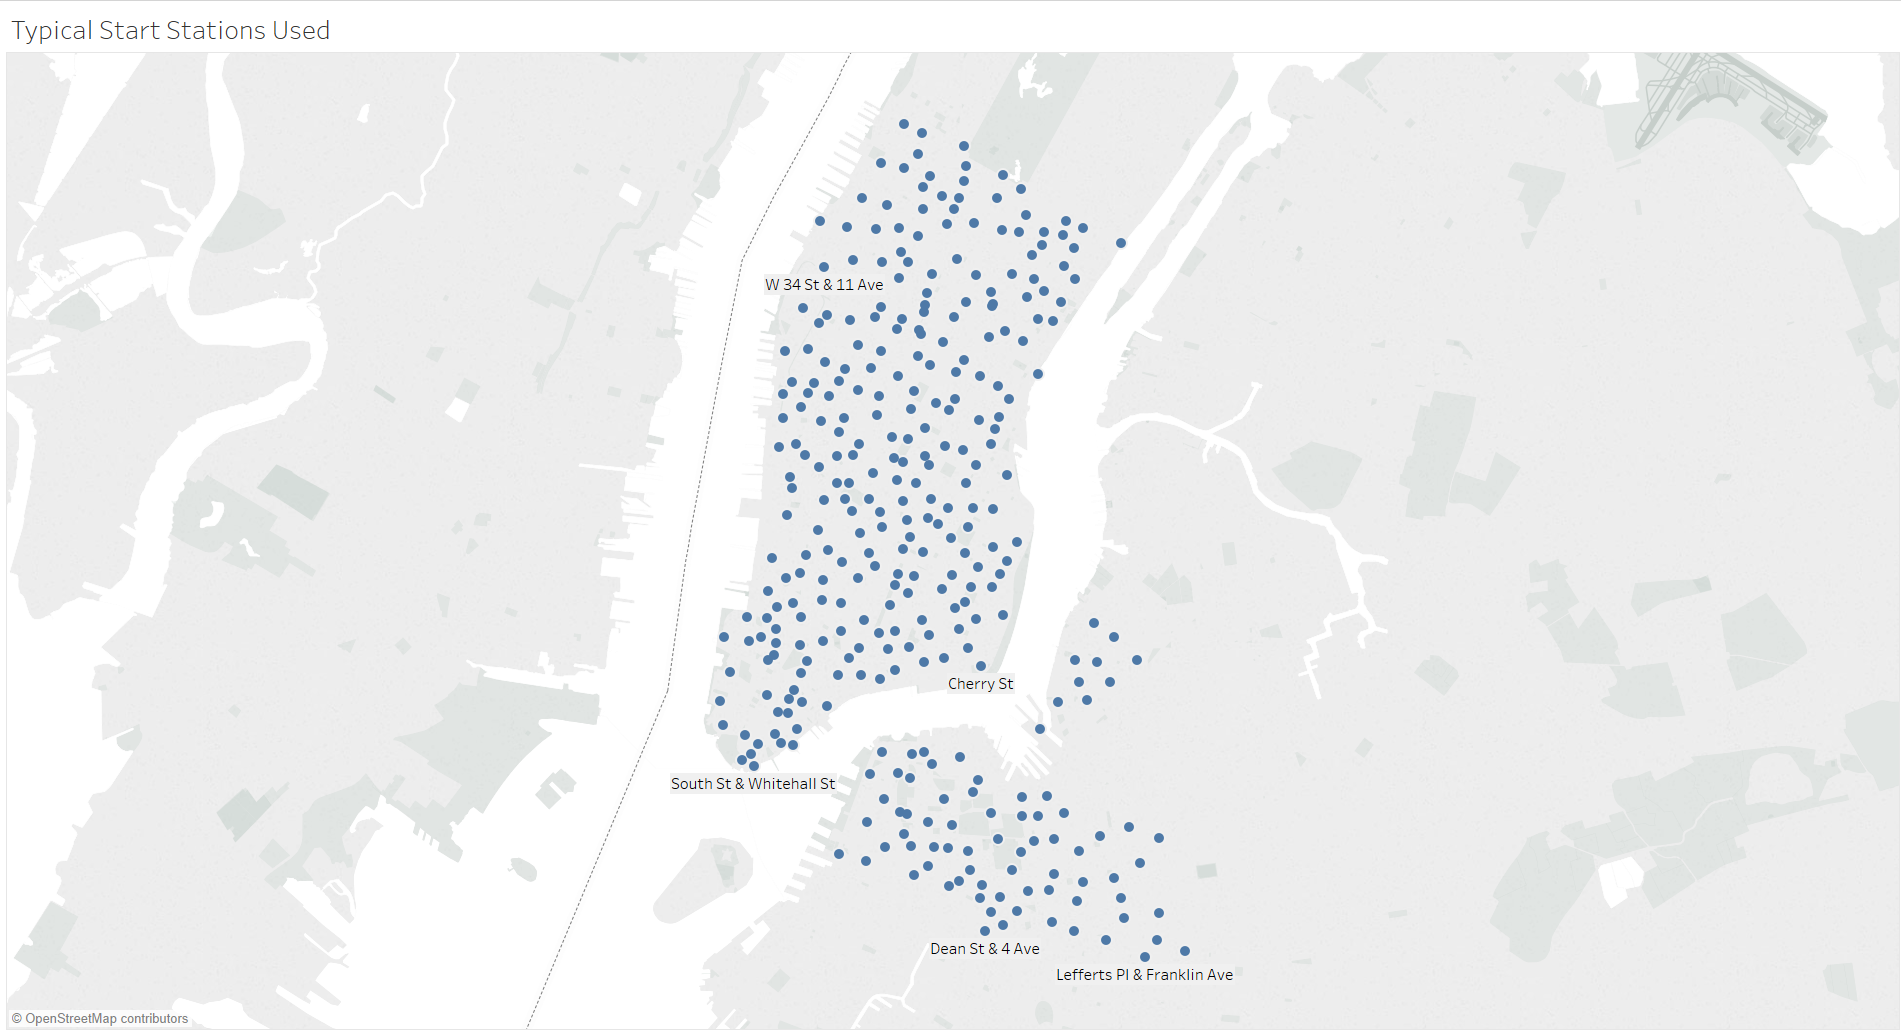 Typical Start Stations Used
W 34 St & 11 Ave
Cherry St
South St & Whitehall St
Dean St & 4 Ave
Lefferts Pl & Franklin Ave
© OpenStreetMap contributors